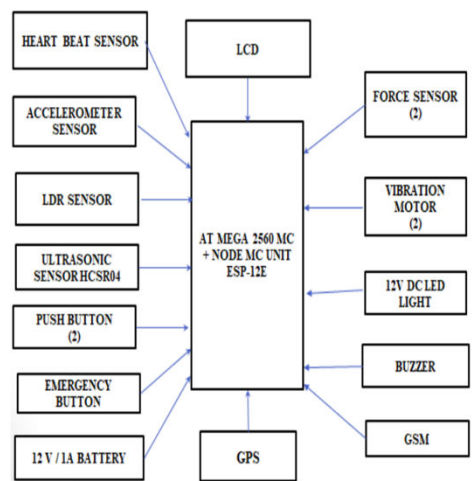 HEART BEAT SENSOR
LCD
FORCE SENSOR
(2)
ACCELEROMETER
SENSOR
LDR SENSOR
AT MEGA 2560 MC
+ NODE MC UNIT
ESP-12E
VIBRATION
MOTOR
(2)
ULTRASONIC
SENSOR HCSR04
12V DC LED
LIGHT
PUSH BUTTON
(2)
BUZZER
EMERGENCY
BUTTON
GSM
12 V / 1A BATTERY
GPS